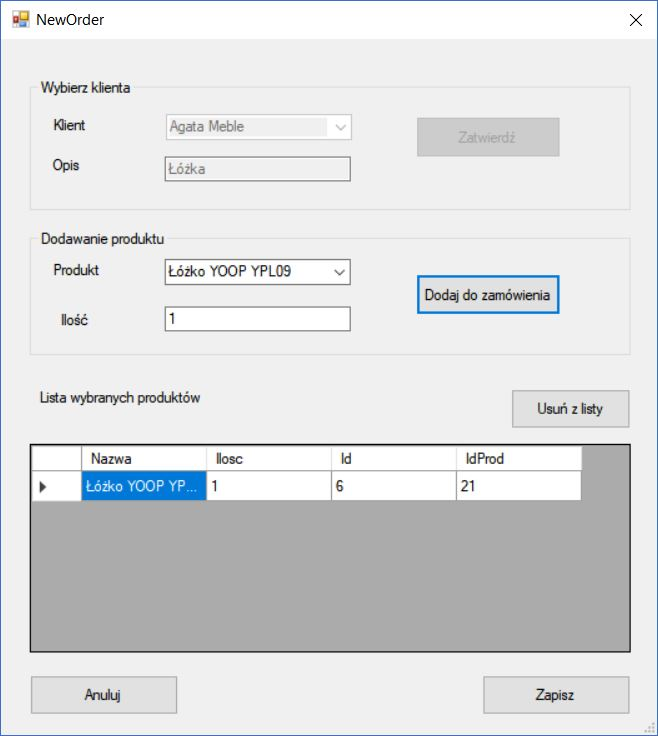 NewOrder
Wybierz klienta
Klient
Agata Meble
Zatwierdź
Opis
Łóżka
Dodawanie produktu
Produkt
Łóżko YOOP YPL09
Dodaj do zamówienia
Ilość
1
Lista wybranych produktów
Usuń z listy
Nazwa Ilosc Id IdProd
Łóżko YOOP YP... 1 6 21
Anuluj
Zapisz